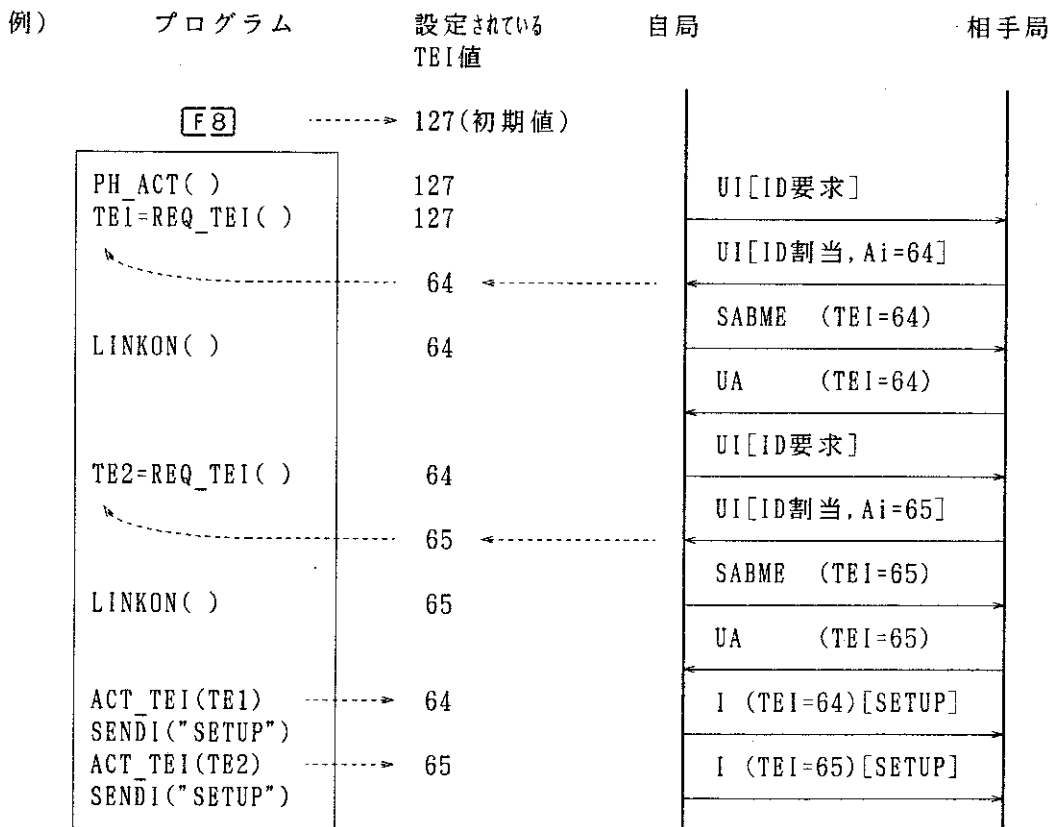 例) プログラム 設定されている 自局 相手局
TEI値
F8 127(初期値)
PH_ACT( ) 127 UI[ID要求]
TE1=REQ_TEI( ) 127
UI[ID割当,Ai=64]
64
SABME (TEI=64)
LINKON( ) 64
UA (TEI=64)
UI[ID要求]
TE2=REQ_TEI( ) 64
UI[ID割当,Ai=65]
65
SABME (TEI=65)
LINKON( ) 65
UA (TEI=65)
ACT_TEI(TE1) 64 I (TEI=64)[SETUP]
SENDI("SETUP")
ACT_TEI(TE2) 65 I (TEI=65)[SETUP]
SENDI("SETUP")